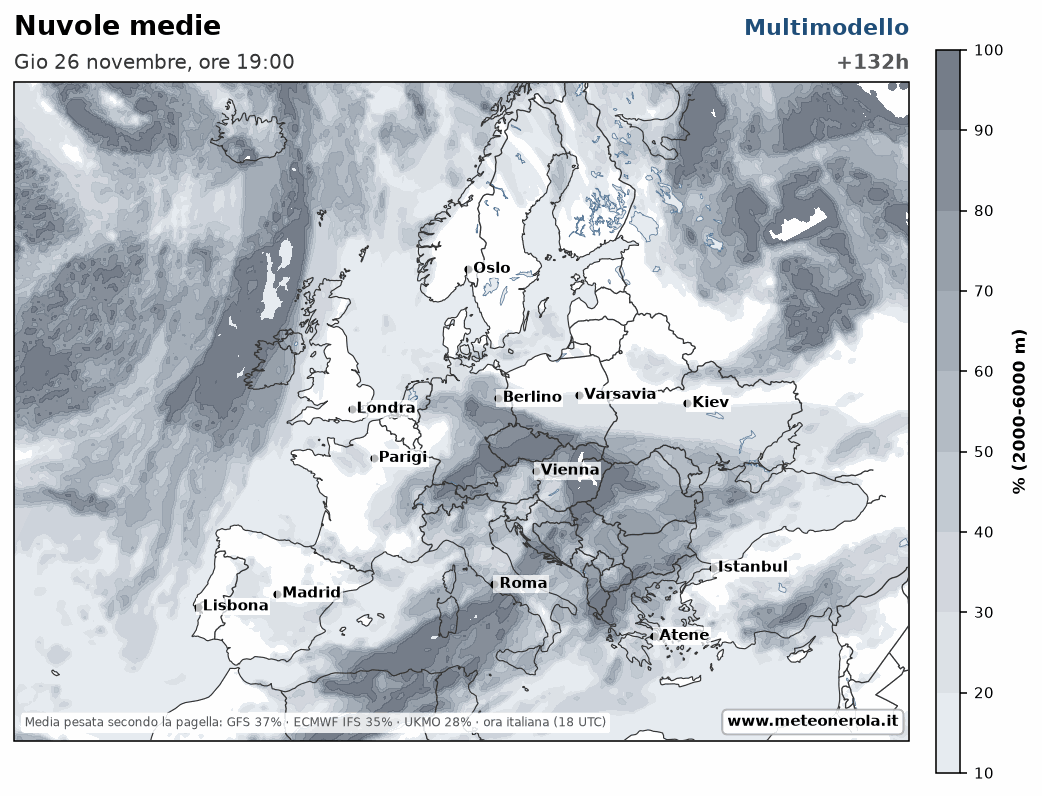 Nuvole medie
Multimodello
Gio 26 novembre, ore 19:00
+132h
100
90
80
70
60
50
40
30
20
10
% (2000-6000 m)
Oslo
Berlino
Varsavia
Kiev
Londra
Parigi
Vienna
Istanbul
Roma
Madrid
Lisbona
Atene
Media pesata secondo la pagella: GFS 37% · ECMWF IFS 35% · UKMO 28% · ora italiana (18 UTC)
www.meteonerola.it